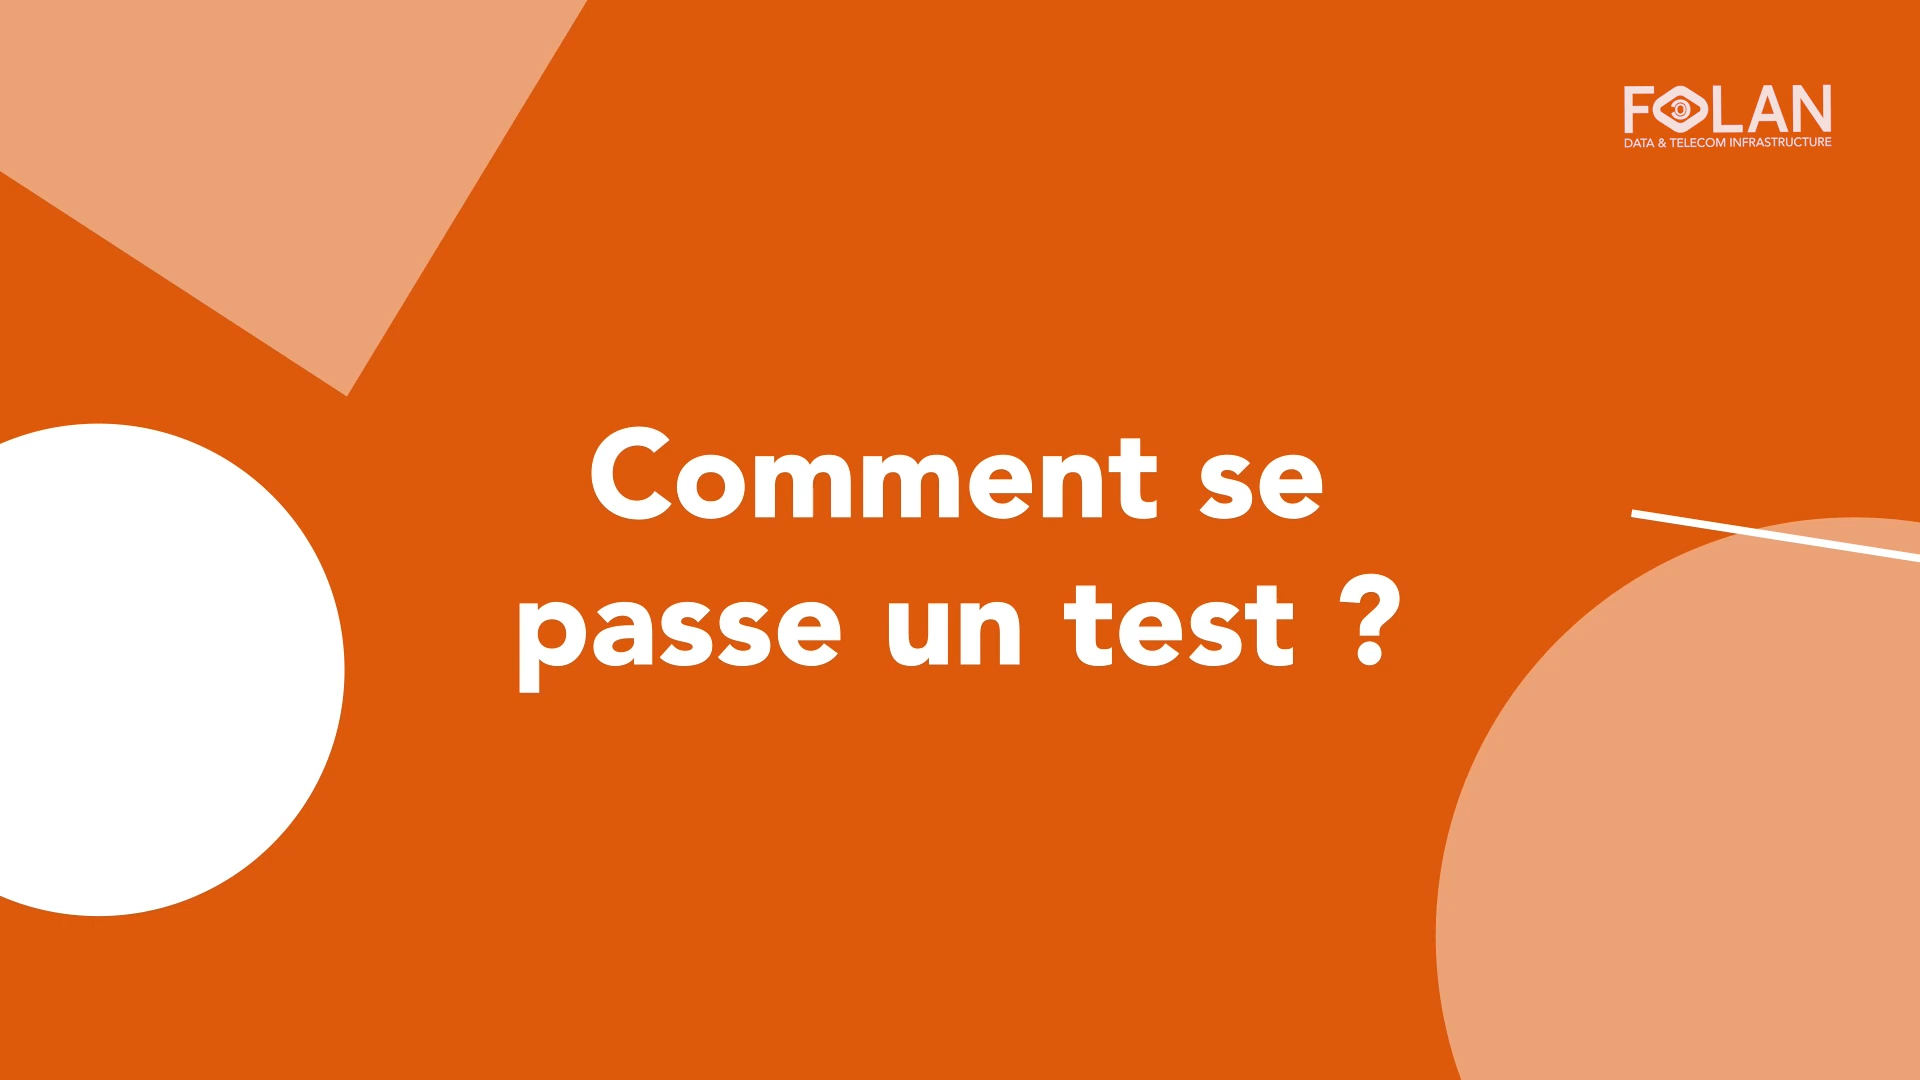 FOLAN
DATA & TELECOM INFRASTRUCTURE
Comment se
passe un test ?